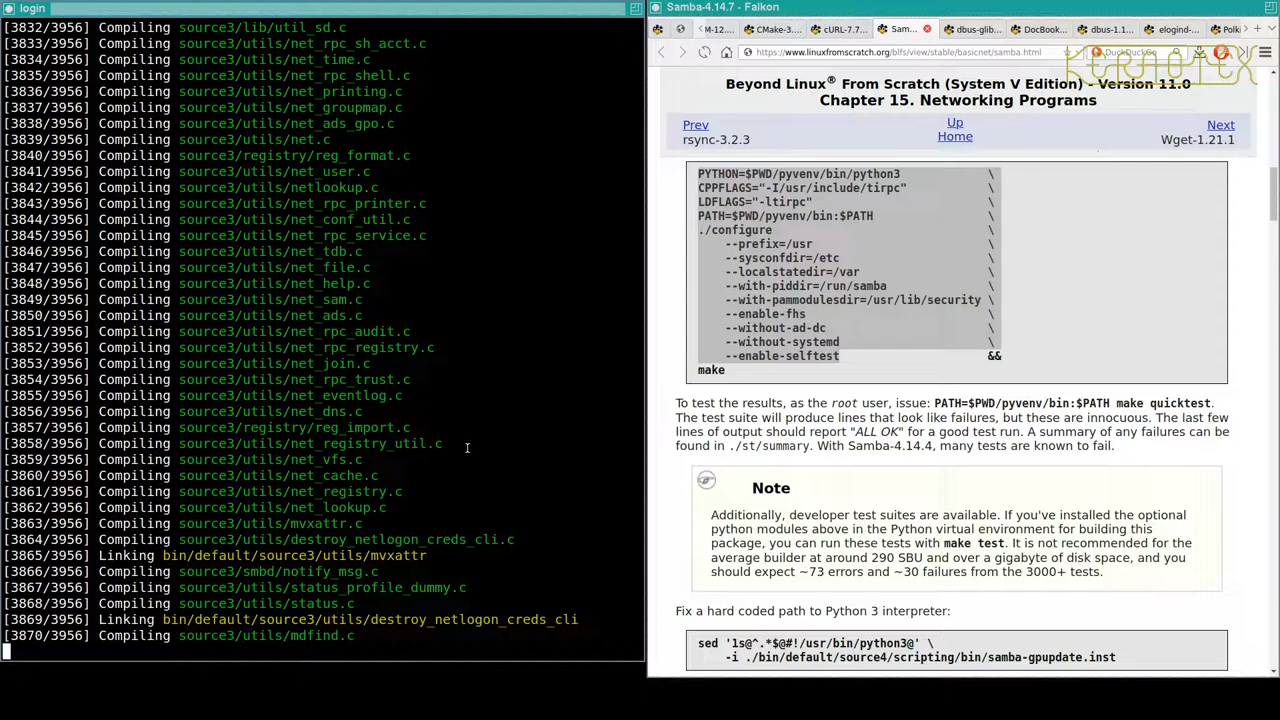 login
[3832/3956] Compiling source3/lib/util_sd.c
[3833/3956] Compiling source3/utils/net_rpc_sh_acct.c
[3834/3956] Compiling source3/utils/net_time.c
[3835/3956] Compiling source3/utils/net_rpc_shell.c
[3836/3956] Compiling source3/utils/net_printing.c
[3837/3956] Compiling source3/utils/net_groupmap.c
[3838/3956] Compiling source3/utils/net_ads_gpo.c
[3839/3956] Compiling source3/utils/net.c
[3840/3956] Compiling source3/registry/reg_format.c
[3841/3956] Compiling source3/utils/net_user.c
[3842/3956] Compiling source3/utils/netlookup.c
[3843/3956] Compiling source3/utils/net_rpc_printer.c
[3844/3956] Compiling source3/utils/net_conf_util.c
[3845/3956] Compiling source3/utils/net_rpc_service.c
[3846/3956] Compiling source3/utils/net_tdb.c
[3847/3956] Compiling source3/utils/net_file.c
[3848/3956] Compiling source3/utils/net_help.c
[3849/3956] Compiling source3/utils/net_sam.c
[3850/3956] Compiling source3/utils/net_ads.c
[3851/3956] Compiling source3/utils/net_rpc_audit.c
[3852/3956] Compiling source3/utils/net_rpc_registry.c
[3853/3956] Compiling source3/utils/net_join.c
[3854/3956] Compiling source3/utils/net_rpc_trust.c
[3855/3956] Compiling source3/utils/net_eventlog.c
[3856/3956] Compiling source3/utils/net_dns.c
[3857/3956] Compiling source3/registry/reg_import.c
[3858/3956] Compiling source3/utils/net_registry_util.c
[3859/3956] Compiling source3/utils/net_vfs.c
[3860/3956] Compiling source3/utils/net_cache.c
[3861/3956] Compiling source3/utils/net_registry.c
[3862/3956] Compiling source3/utils/net_lookup.c
[3863/3956] Compiling source3/utils/mvxattr.c
[3864/3956] Compiling source3/utils/destroy_netlogon_creds_cli.c
[3865/3956] Linking bin/default/source3/utils/mvxattr
[3866/3956] Compiling source3/smbd/notify_msg.c
[3867/3956] Compiling source3/utils/status_profile_dummy.c
[3868/3956] Compiling source3/utils/status.c
[3869/3956] Linking bin/default/source3/utils/destroy_netlogon_creds_cli
[3870/3956] Compiling source3/utils/mdfind.c
Samba-4.14.7 - Falkon
M-12.... CMake-3.... cURL-7.7... Sam... dbus-glib... DocBook... dbus-1.1... elogind-... Polki
https://www.linuxfromscratch.org/blfs/view/stable/basicnet/samba.html DuckDuckGo
KERNOTEX
Beyond Linux® From Scratch (System V Edition) - Version 11.0
Chapter 15. Networking Programs
Prev Up Next
rsync-3.2.3 Home Wget-1.21.1
PYTHON=$PWD/pyvenv/bin/python3 \
CPPFLAGS="-I/usr/include/tirpc" \
LDFLAGS="-ltirpc" \
PATH=$PWD/pyvenv/bin:$PATH \
./configure \
--prefix=/usr \
--sysconfdir=/etc \
--localstatedir=/var \
--with-piddir=/run/samba \
--with-pammodulesdir=/usr/lib/security \
--enable-fhs \
--without-ad-dc \
--without-systemd \
--enable-selftest &&
make
To test the results, as the root user, issue: PATH=$PWD/pyvenv/bin:$PATH make quicktest.
The test suite will produce lines that look like failures, but these are innocuous. The last few
lines of output should report "ALL OK" for a good test run. A summary of any failures can be
found in ./st/summary. With Samba-4.14.4, many tests are known to fail.
Note
Additionally, developer test suites are available. If you've installed the optional
python modules above in the Python virtual environment for building this
package, you can run these tests with make test. It is not recommended for the
average builder at around 290 SBU and over a gigabyte of disk space, and you
should expect ~73 errors and ~30 failures from the 3000+ tests.
Fix a hard coded path to Python 3 interpreter:
sed '1s@^.*$@#!/usr/bin/python3@' \
-i ./bin/default/source4/scripting/bin/samba-gpupdate.inst